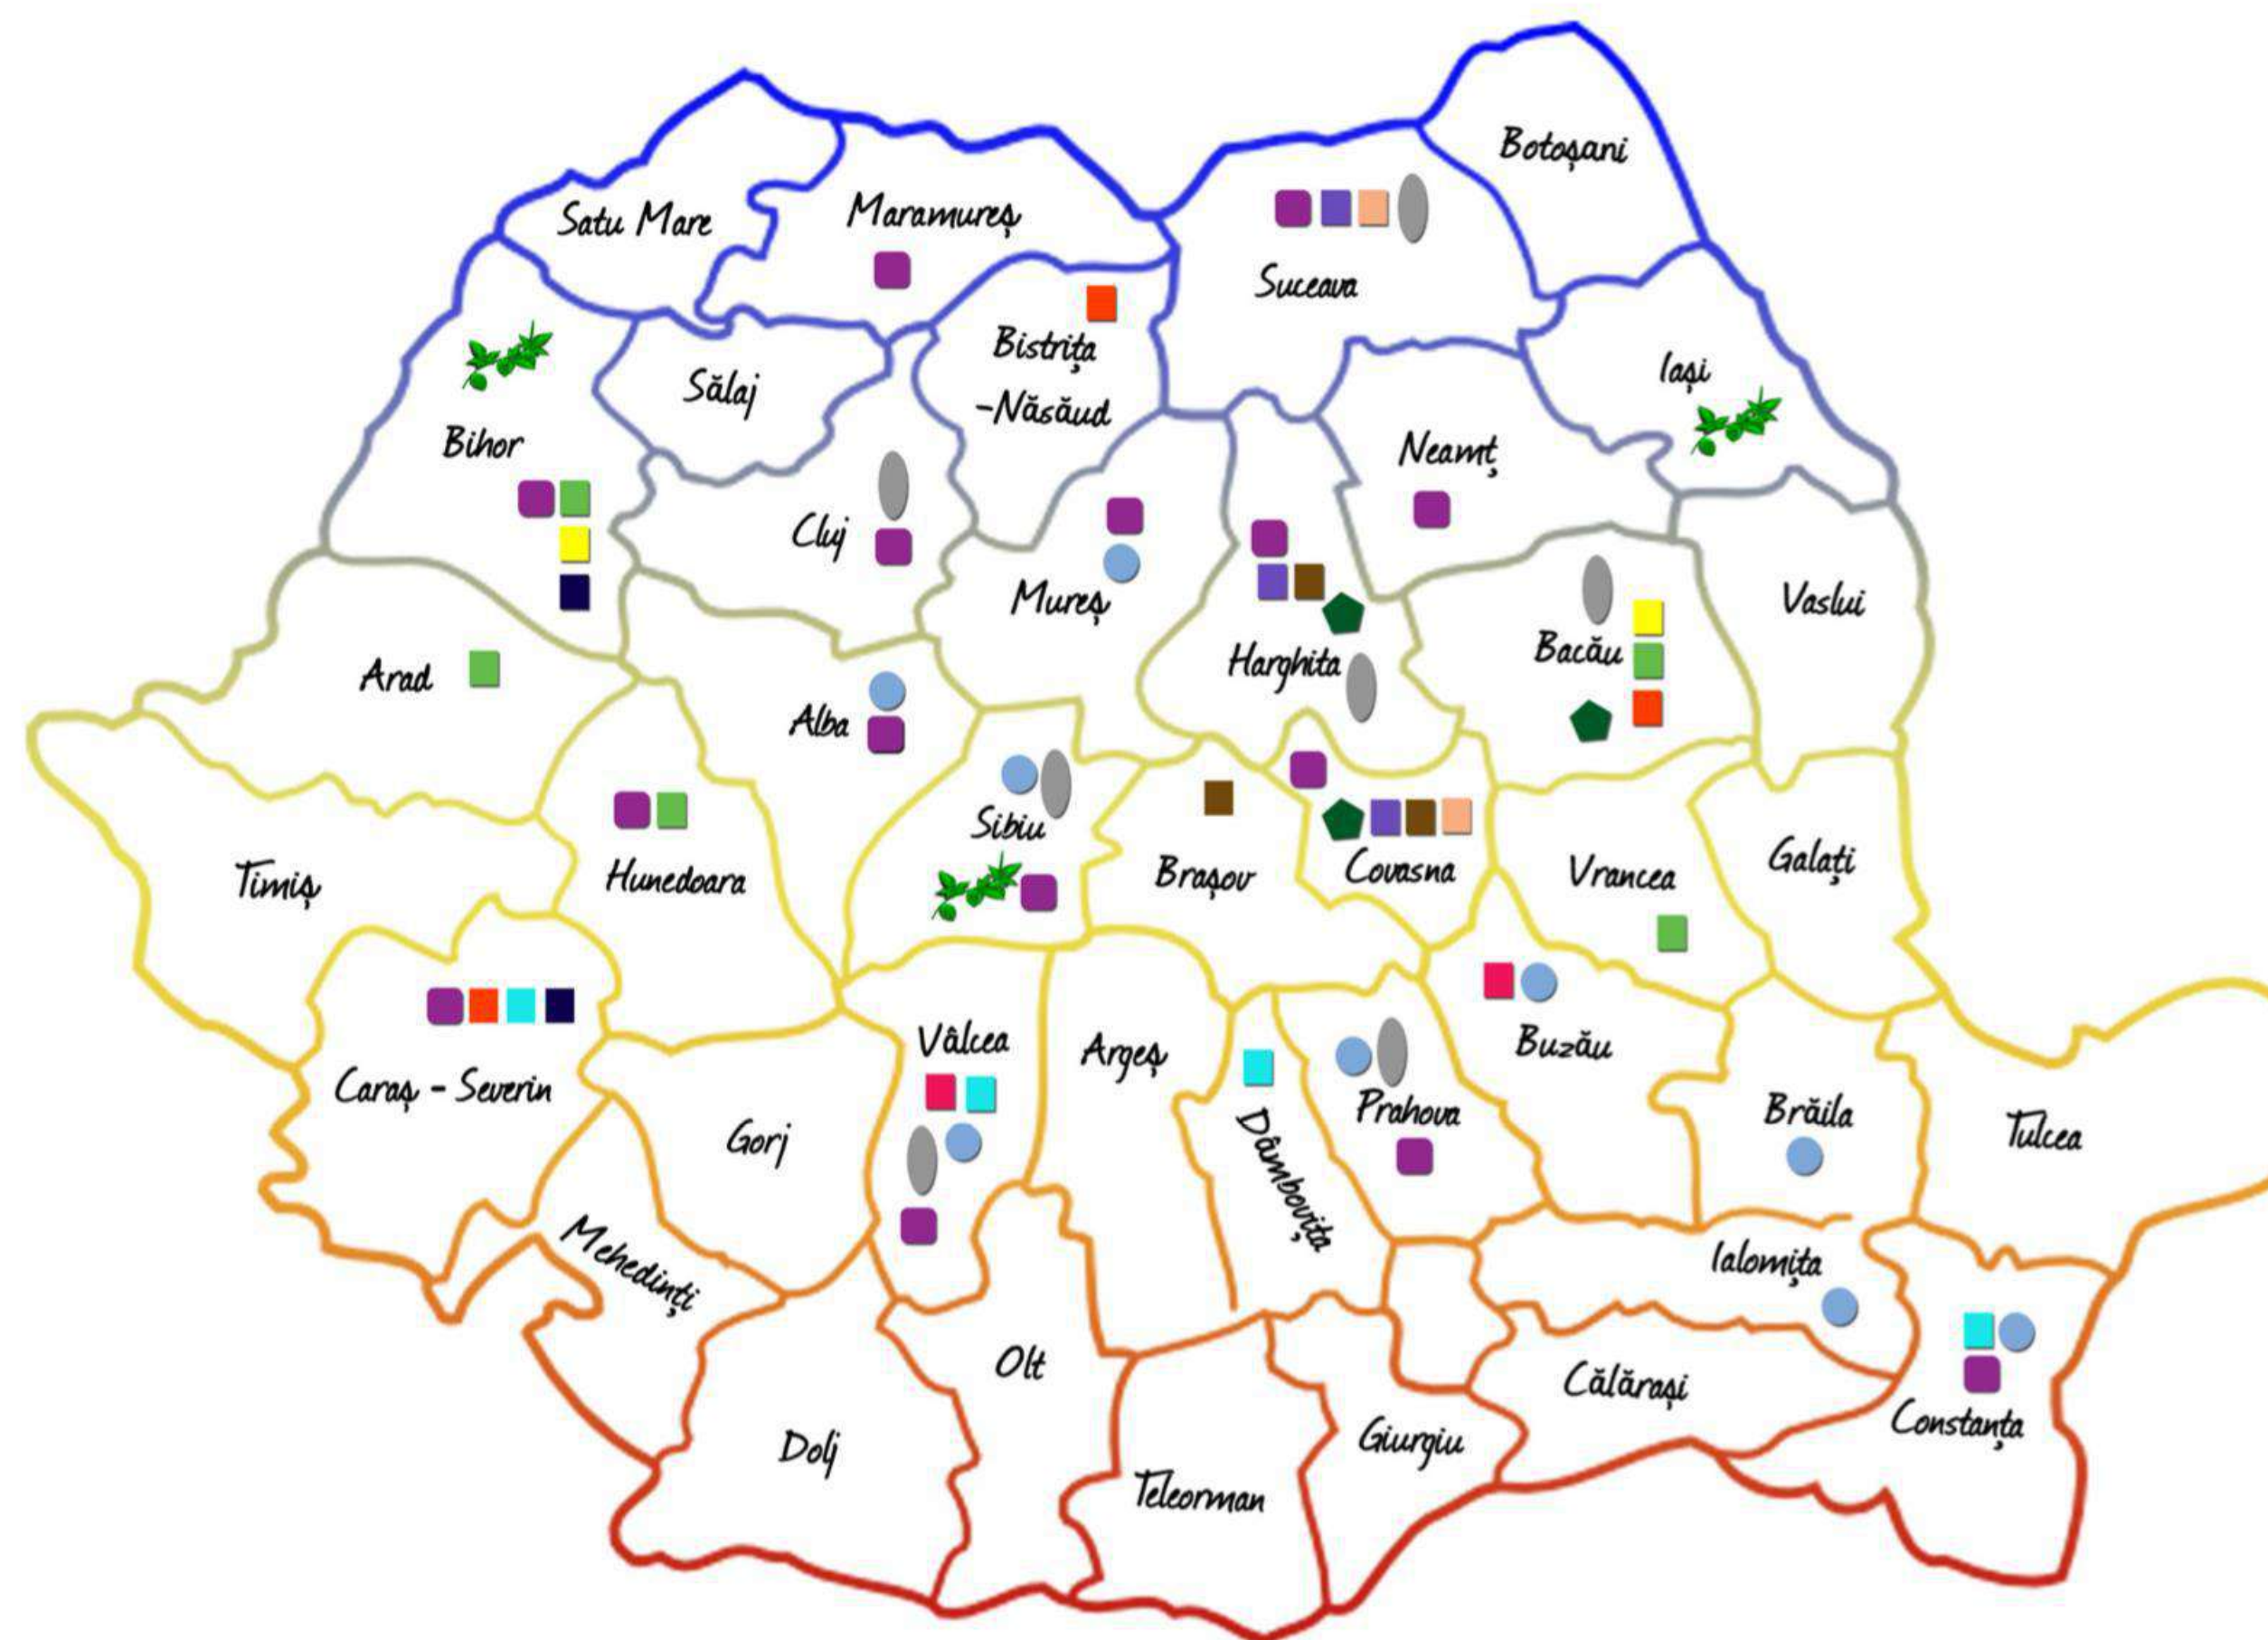 Botoșani
Satu Mare
Maramureș
Suceava
Bistrița
-Năsăud
Iași
Sălaj
Bihor
Neamț
Cluj
Mureș
Vaslui
Harghita
Bacău
Arad
Alba
Sibiu
Timiș
Hunedoara
Brașov
Covasna
Vrancea
Galați
Vâlcea
Argeș
Buzău
Caraș - Severin
Prahova
Brăila
Gorj
Dâmbovița
Tulcea
Mehedinți
Ialomița
Olt
Călărași
Constanța
Dolj
Giurgiu
Teleorman